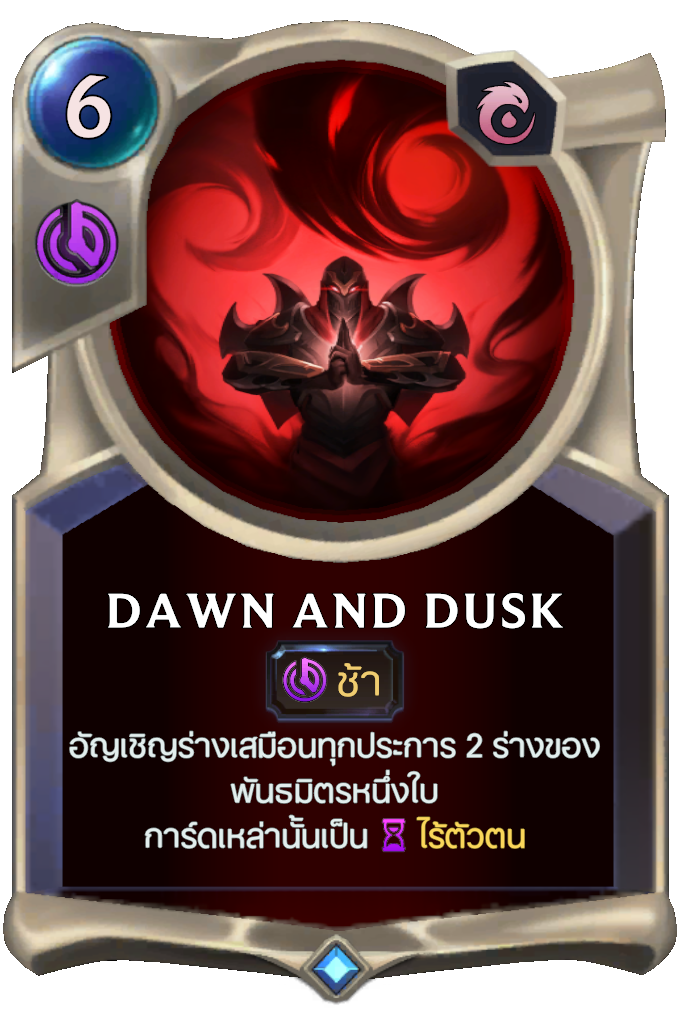 6
DAWN AND DUSK
ช้า
อัญเชิญร่างเสมือนทุกประการ 2 ร่างของ
พันธมิตรหนึ่งใบ
การ์ดเหล่านั้นเป็น ไร้ตัวตน